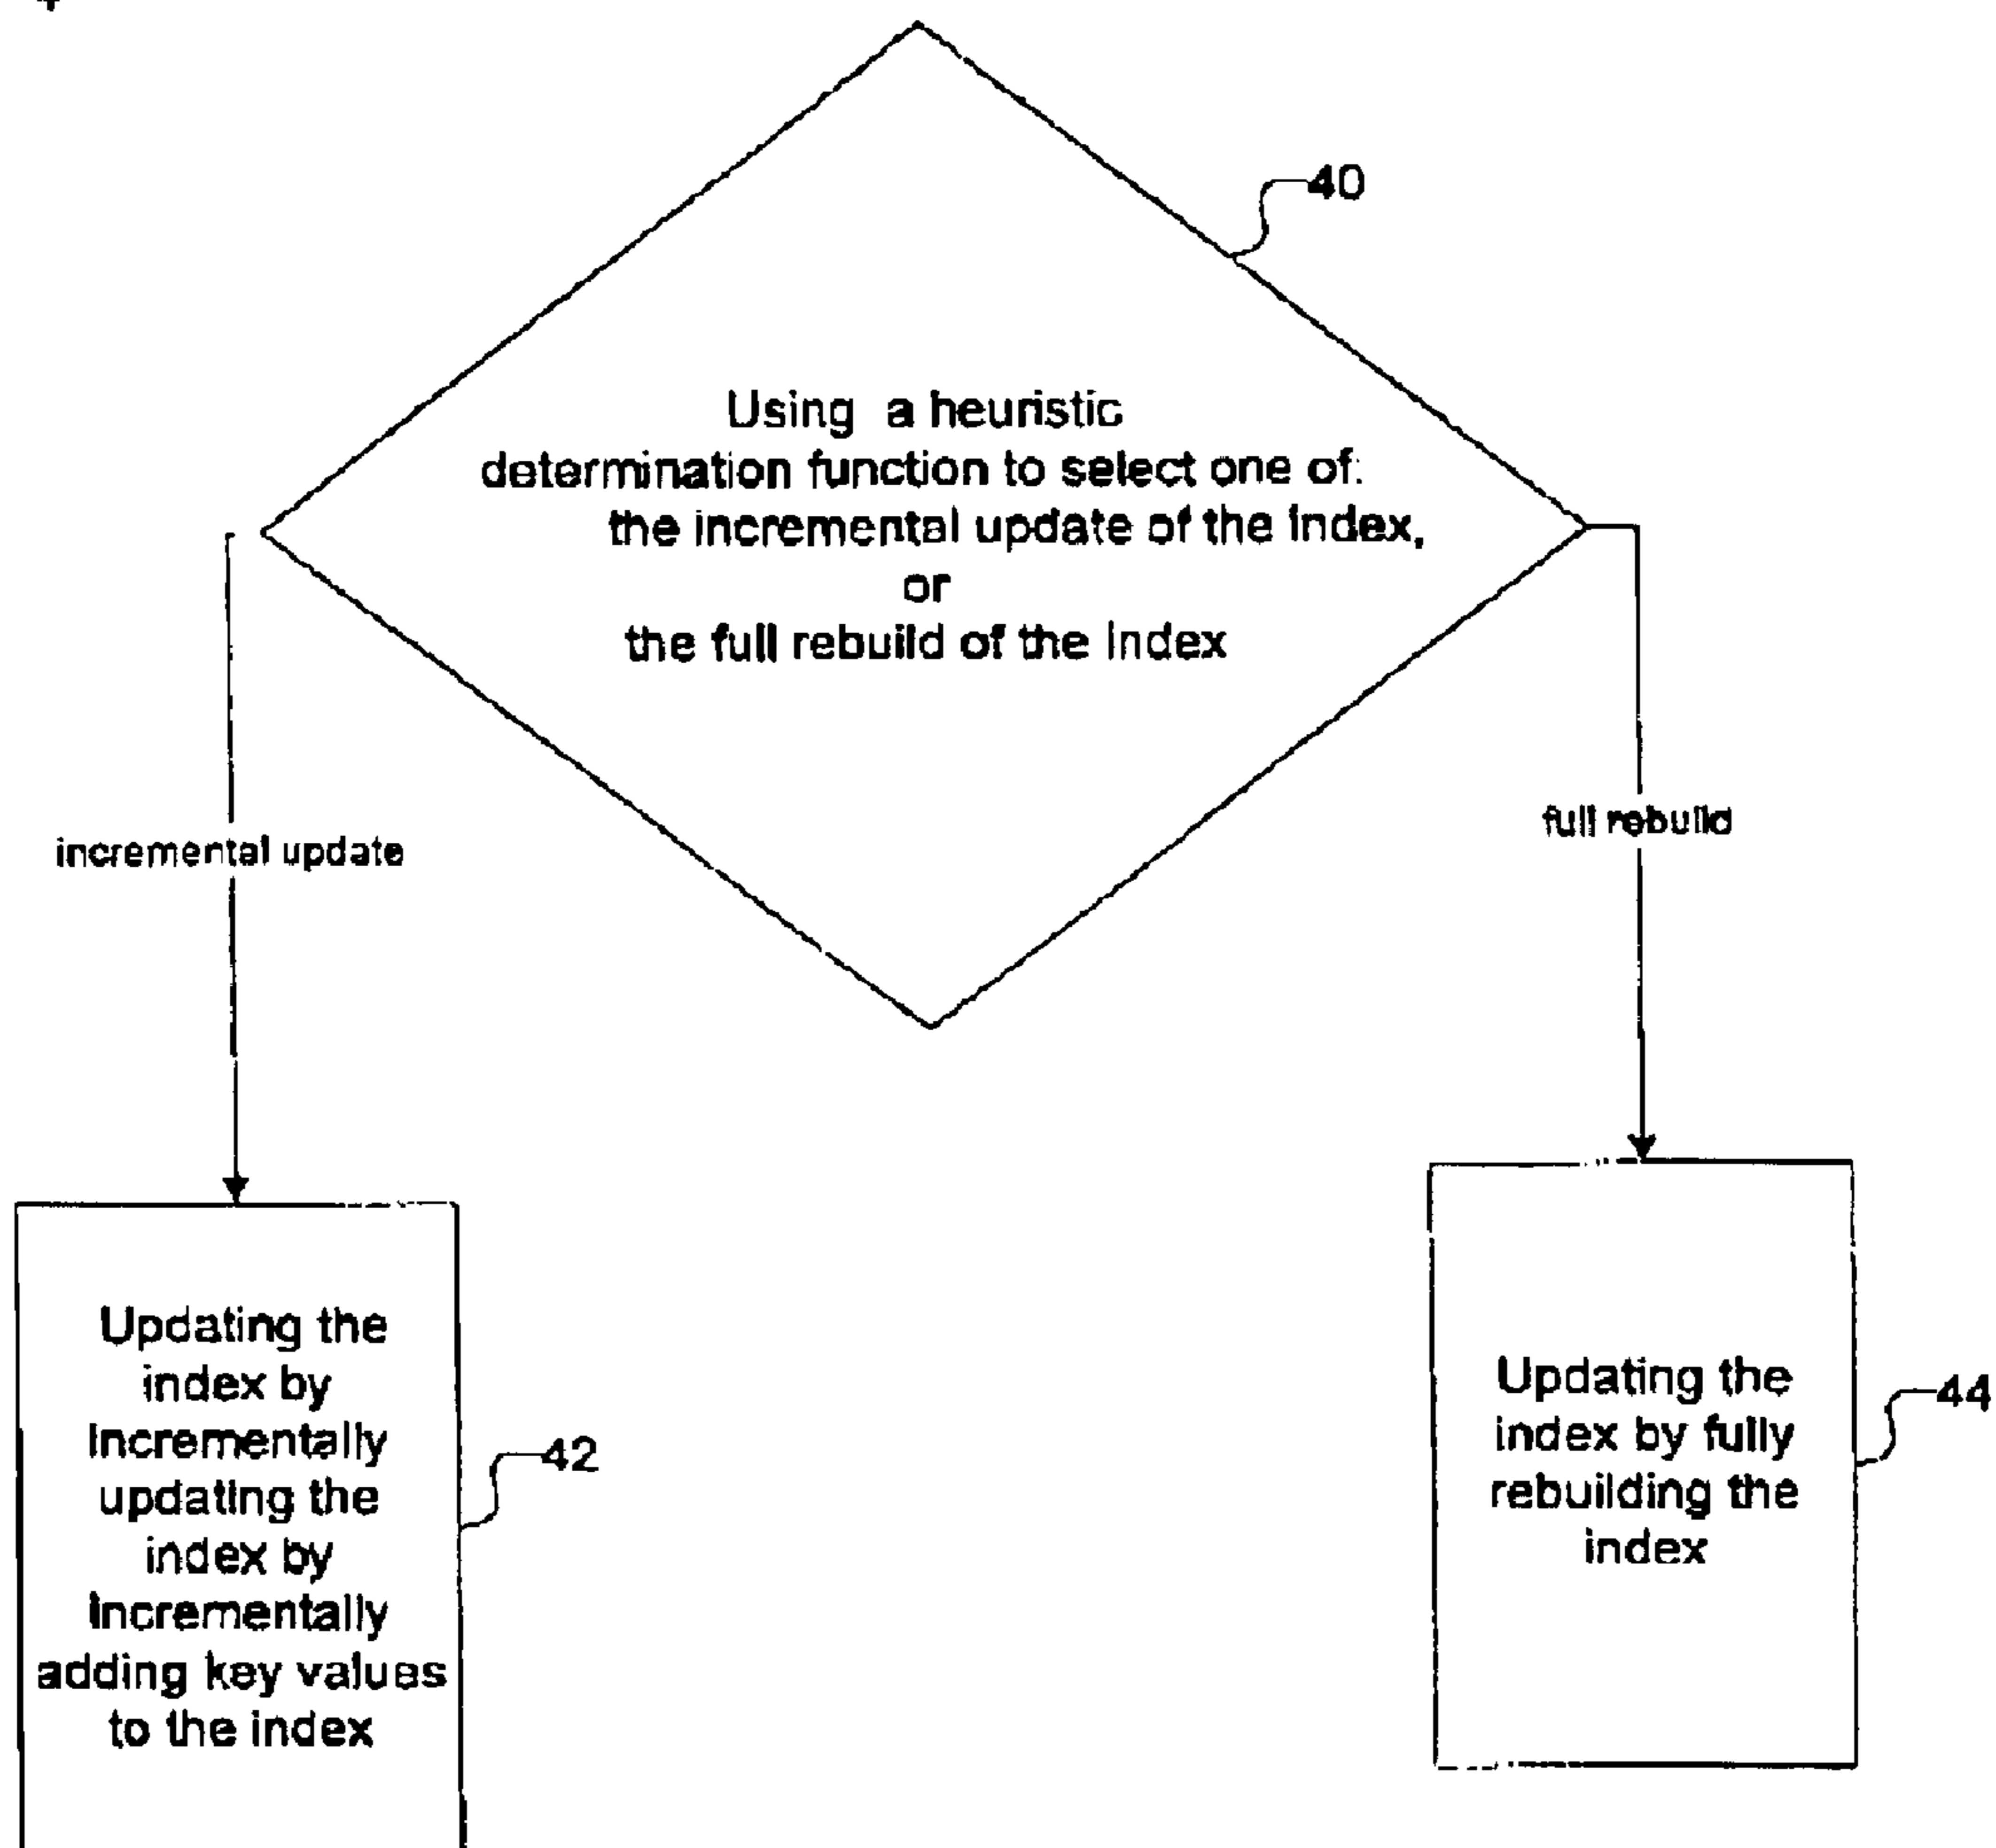 40
Using a heuristic
determination function to select one of:
the incremental update of the Index,
or
the full rebuild of the Index
incremental update
full rebuild
Updating the
index by
Incrementally
updating the
index by
Incrementally
adding key values
to the index
42
Updating the
index by fully
rebuilding the
index
44